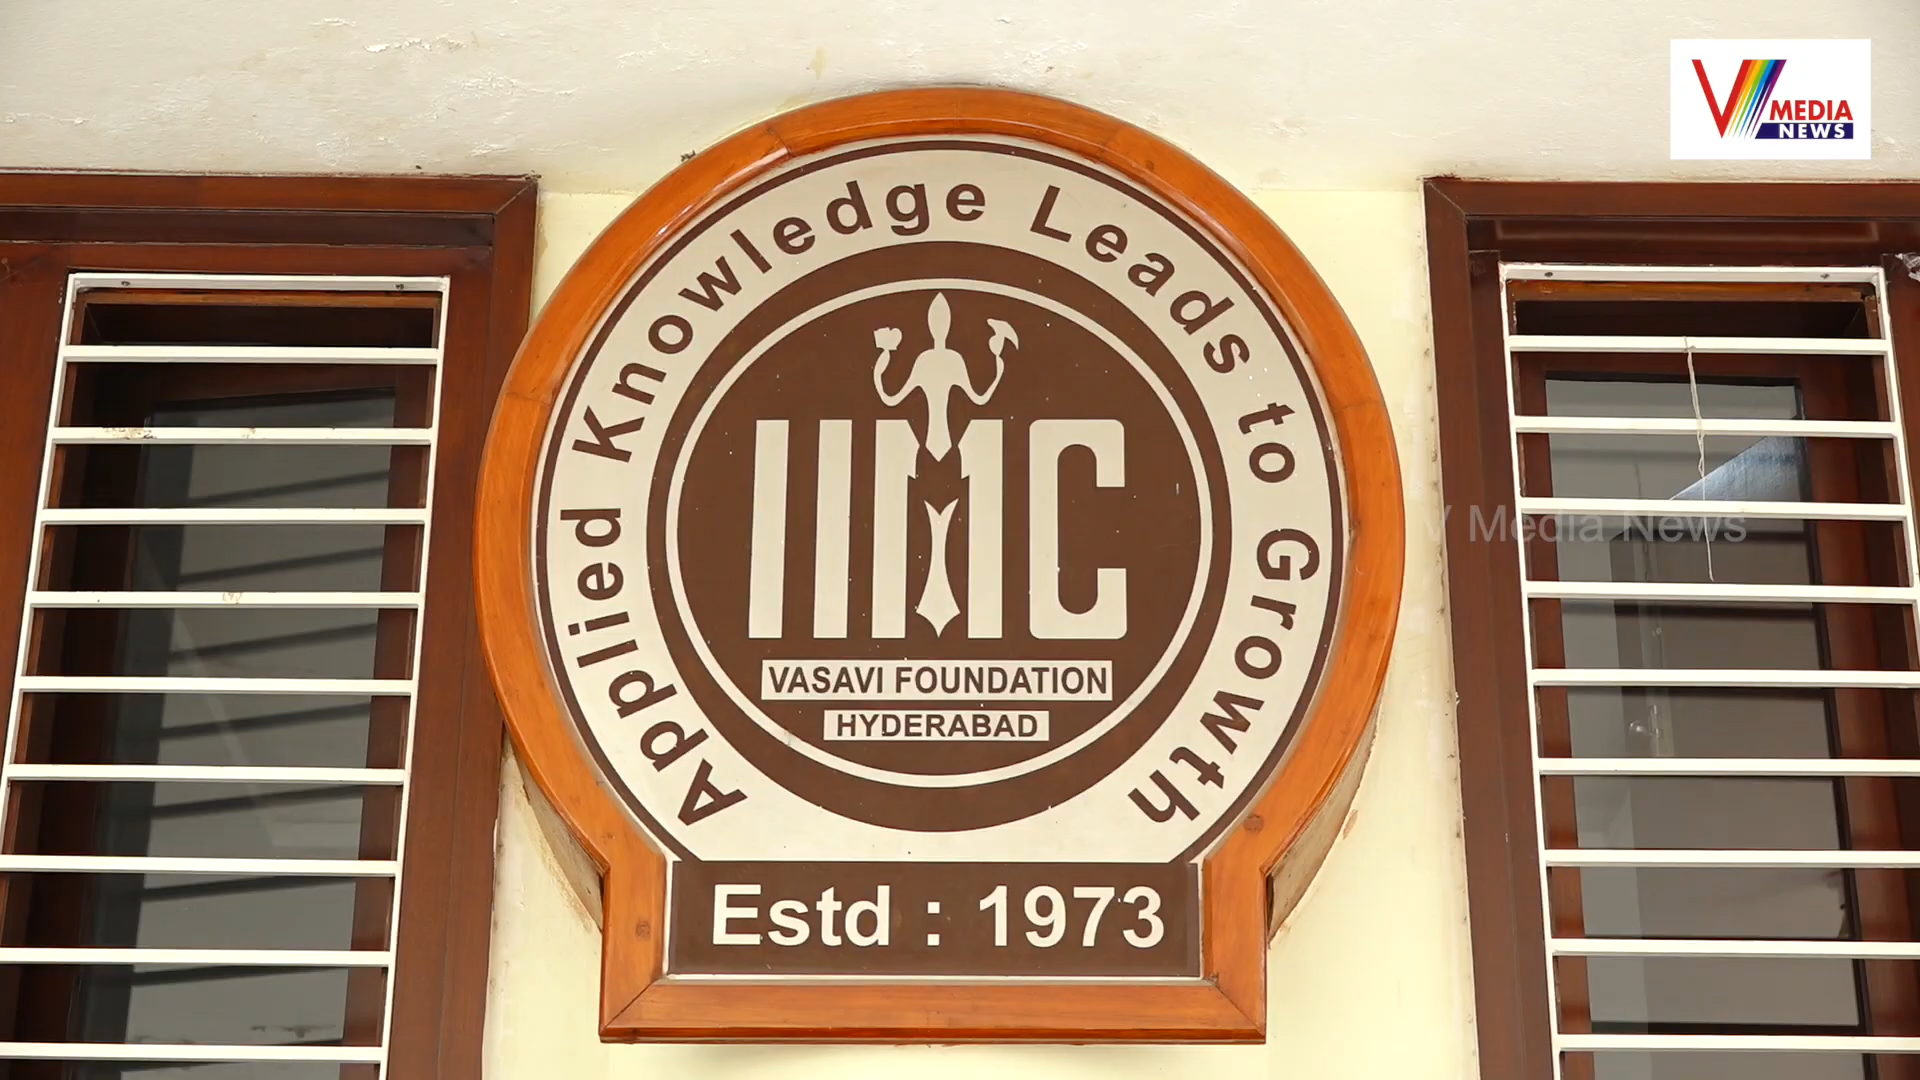 V MEDIA
NEWS
Applied Knowledge Leads to Growth
IIMC
VASAVI FOUNDATION
HYDERABAD
Estd : 1973
V Media News